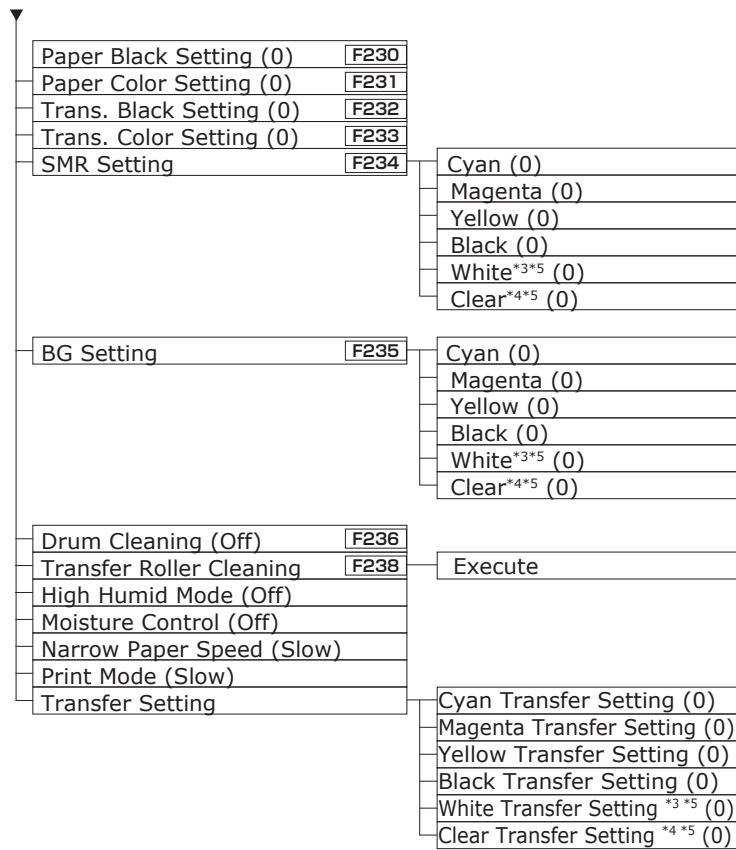 Paper Black Setting (0) F230
Paper Color Setting (0) F231
Trans. Black Setting (0) F232
Trans. Color Setting (0) F233
SMR Setting F234
Cyan (0)
Magenta (0)
Yellow (0)
Black (0)
White*3*5 (0)
Clear*4*5 (0)
BG Setting F235
Cyan (0)
Magenta (0)
Yellow (0)
Black (0)
White*3*5 (0)
Clear*4*5 (0)
Drum Cleaning (Off) F236
Transfer Roller Cleaning F238
Execute
High Humid Mode (Off)
Moisture Control (Off)
Narrow Paper Speed (Slow)
Print Mode (Slow)
Transfer Setting
Cyan Transfer Setting (0)
Magenta Transfer Setting (0)
Yellow Transfer Setting (0)
Black Transfer Setting (0)
White Transfer Setting *3 *5 (0)
Clear Transfer Setting *4 *5 (0)